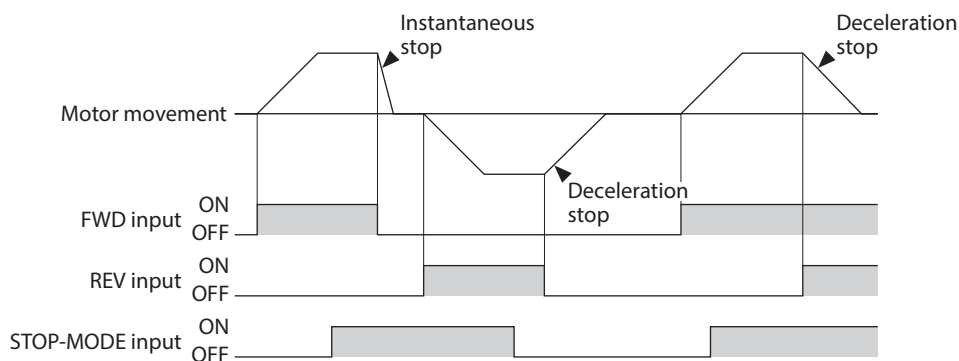 Instantaneous
stop
Deceleration
stop
Motor movement
Deceleration
stop
FWD input
ON
OFF
REV input
ON
OFF
STOP-MODE input
ON
OFF